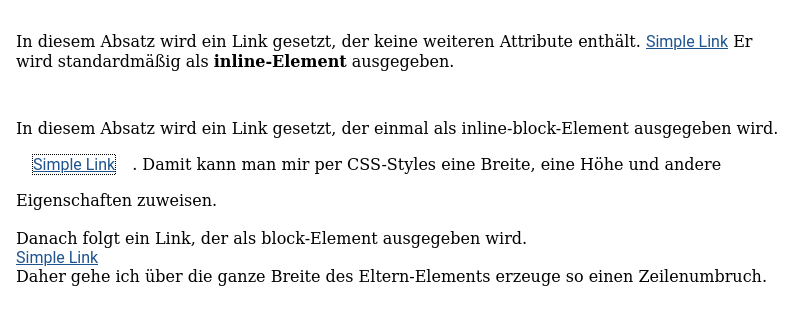 In diesem Absatz wird ein Link gesetzt, der keine weiteren Attribute enthält. Simple Link Er
wird standardmäßig als inline-Element ausgegeben.
In diesem Absatz wird ein Link gesetzt, der einmal als inline-block-Element ausgegeben wird.
Simple Link . Damit kann man mir per CSS-Styles eine Breite, eine Höhe und andere
Eigenschaften zuweisen.
Danach folgt ein Link, der als block-Element ausgegeben wird.
Simple Link
Daher gehe ich über die ganze Breite des Eltern-Elements erzeuge so einen Zeilenumbruch.